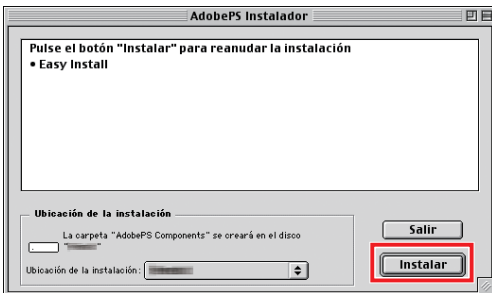 AdobePS Instalador
Pulse el botón "Instalar" para reanudar la instalación
• Easy Install
Ubicación de la instalación
La carpeta "AdobePS Components" se creará en el disco
Ubicación de la instalación:
Salir
Instalar